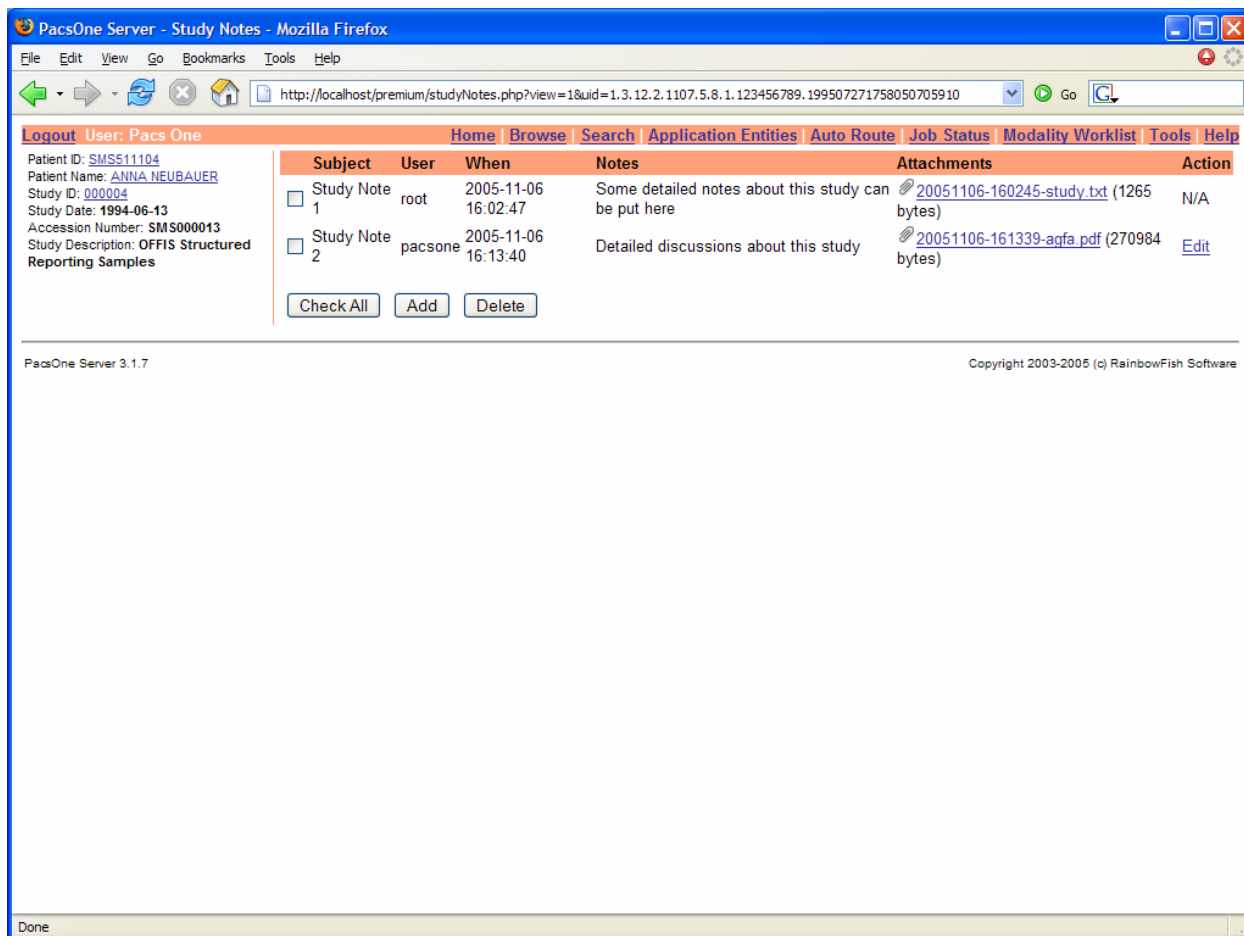 PacsOne Server - Study Notes - Mozilla Firefox
File Edit View Go Bookmarks Tools Help
http://localhost/premium/studyNotes.php?view=1&uid=1.3.12.2.1107.5.8.1.123456789.199507271758050705910 Go G
Logout User: Pacs One Home | Browse | Search | Application Entities | Auto Route | Job Status | Modality Worklist | Tools | Help
Patient ID: SMS511104
Patient Name: ANNA NEUBAUER
Study ID: 000004
Study Date: 1994-06-13
Accession Number: SMS000013
Study Description: OFFIS Structured
Reporting Samples
Subject User When Notes Attachments Action
Study Note 1 root 2005-11-06 16:02:47 Some detailed notes about this study can be put here 20051106-160245-study.txt (1265 bytes) N/A
Study Note 2 pacsone 2005-11-06 16:13:40 Detailed discussions about this study 20051106-161339-agfa.pdf (270984 bytes) Edit
Check All Add Delete
PacsOne Server 3.1.7 Copyright 2003-2005 (c) RainbowFish Software
Done